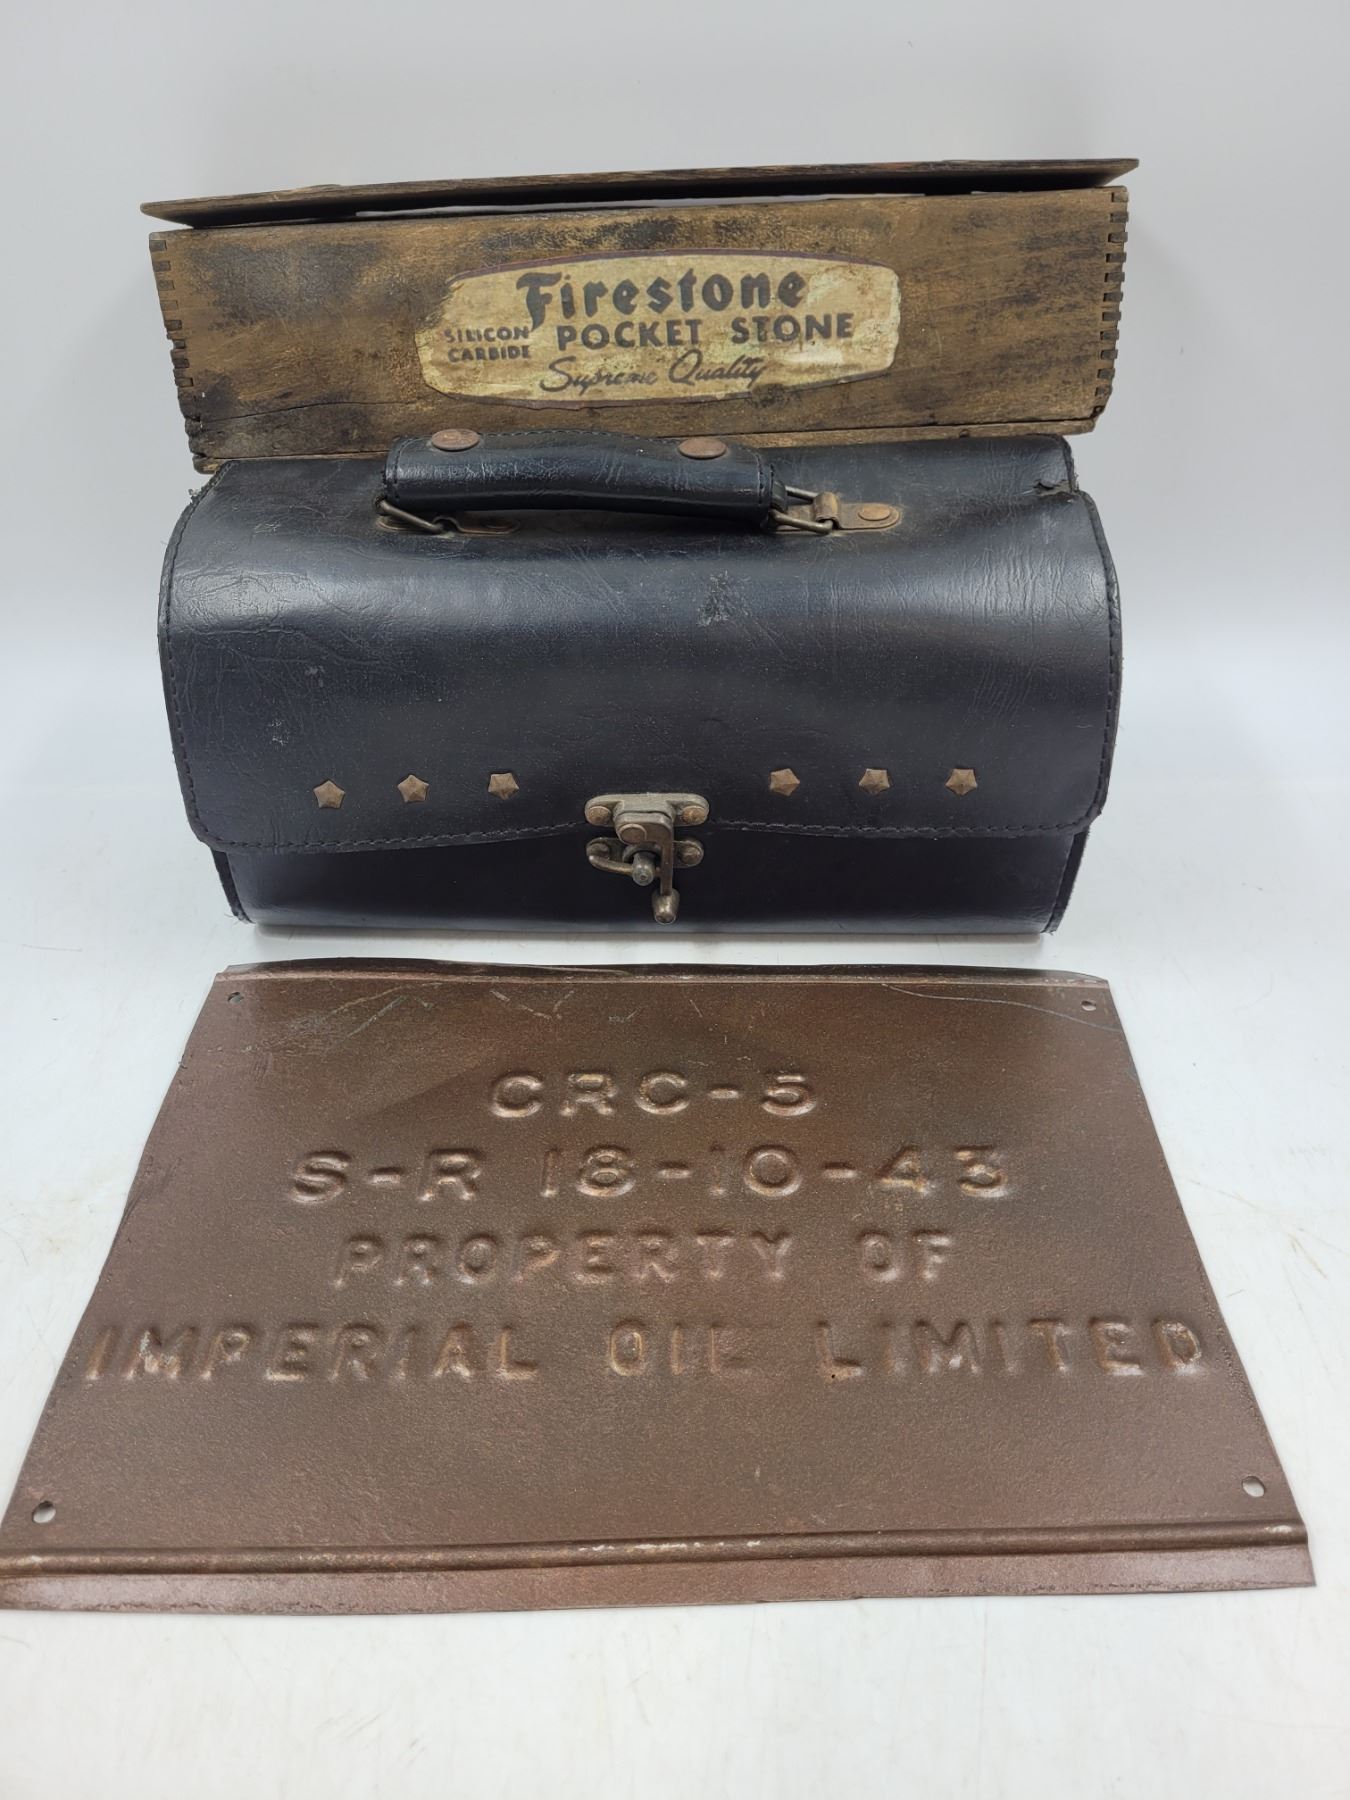 Firestone
SILICON CARBIDE
POCKET STONE
Supreme Quality
CRC-5
S-R 18-10-43
PROPERTY OF
IMPERIAL OIL LIMITED